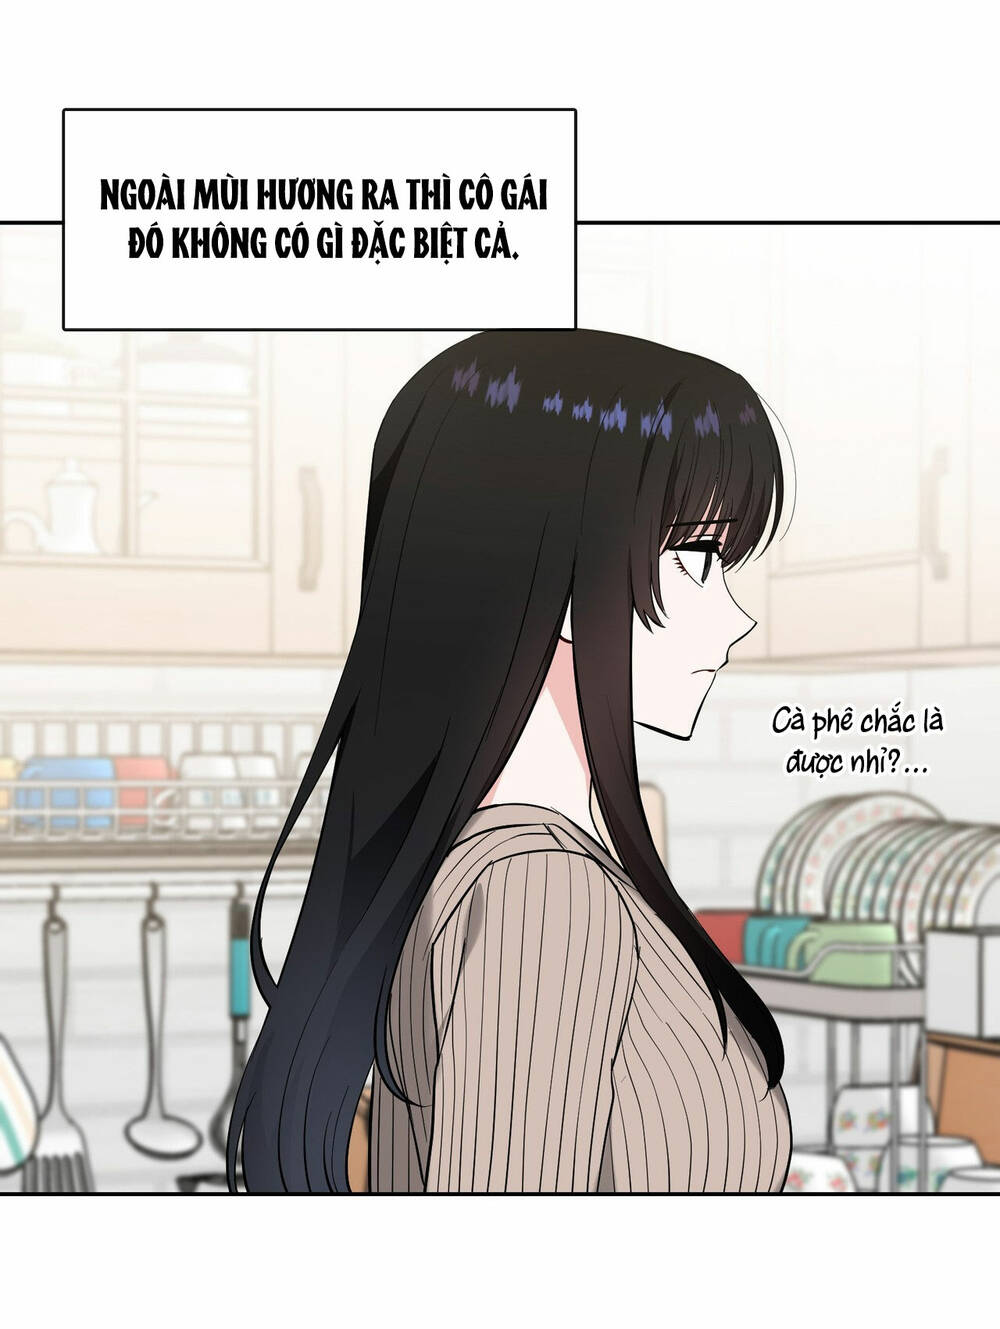 NGOÀI MÙI HƯƠNG RA THÌ CÔ GÁI
ĐÓ KHÔNG CÓ GÌ ĐẶC BIỆT CẢ.
Cà phê chắc là
được nhỉ?...